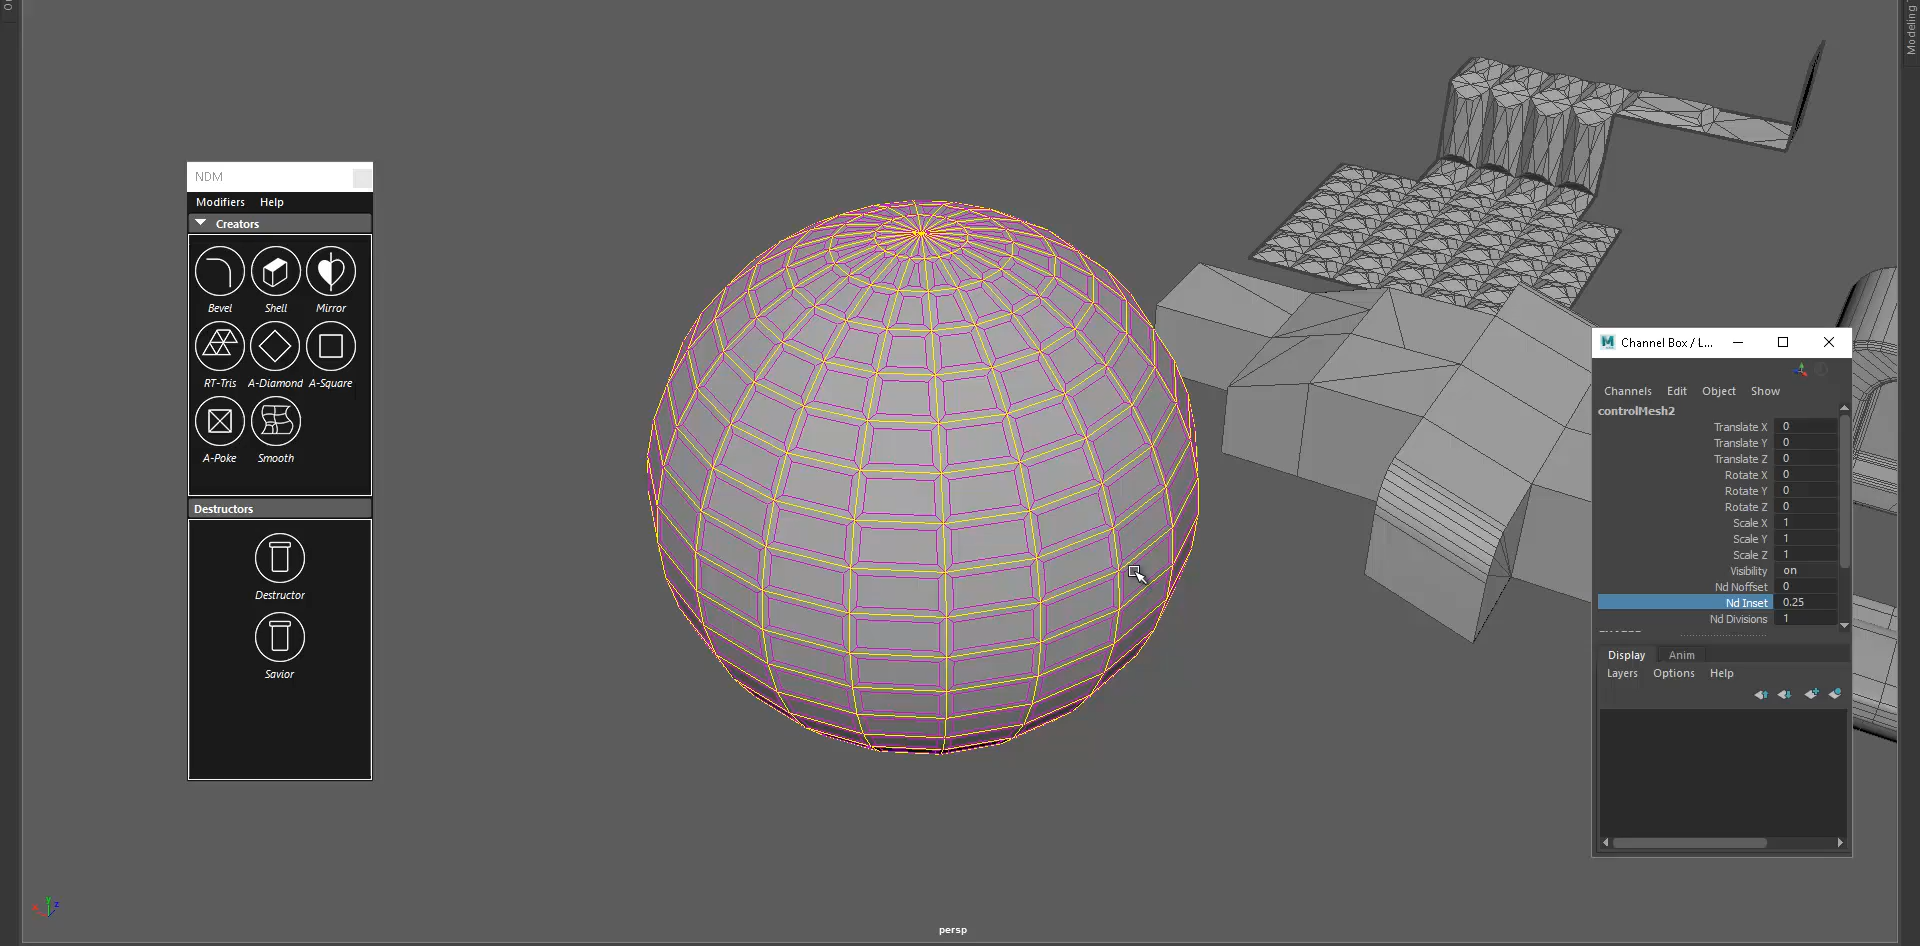 O
Modeling
NDM
Modifiers Help
Creators
Bevel Shell Mirror
RT-Tris A-Diamond A-Square
A-Poke Smooth
Destructors
Destructor
Savior
M Channel Box / L...
Channels Edit Object Show
controlMesh2
Translate X 0
Translate Y 0
Translate Z 0
Rotate X 0
Rotate Y 0
Rotate Z 0
Scale X 1
Scale Y 1
Scale Z 1
Visibility on
Nd Noffset 0
Nd Inset 0.25
Nd Divisions 1
Display Anim
Layers Options Help
y
z
persp